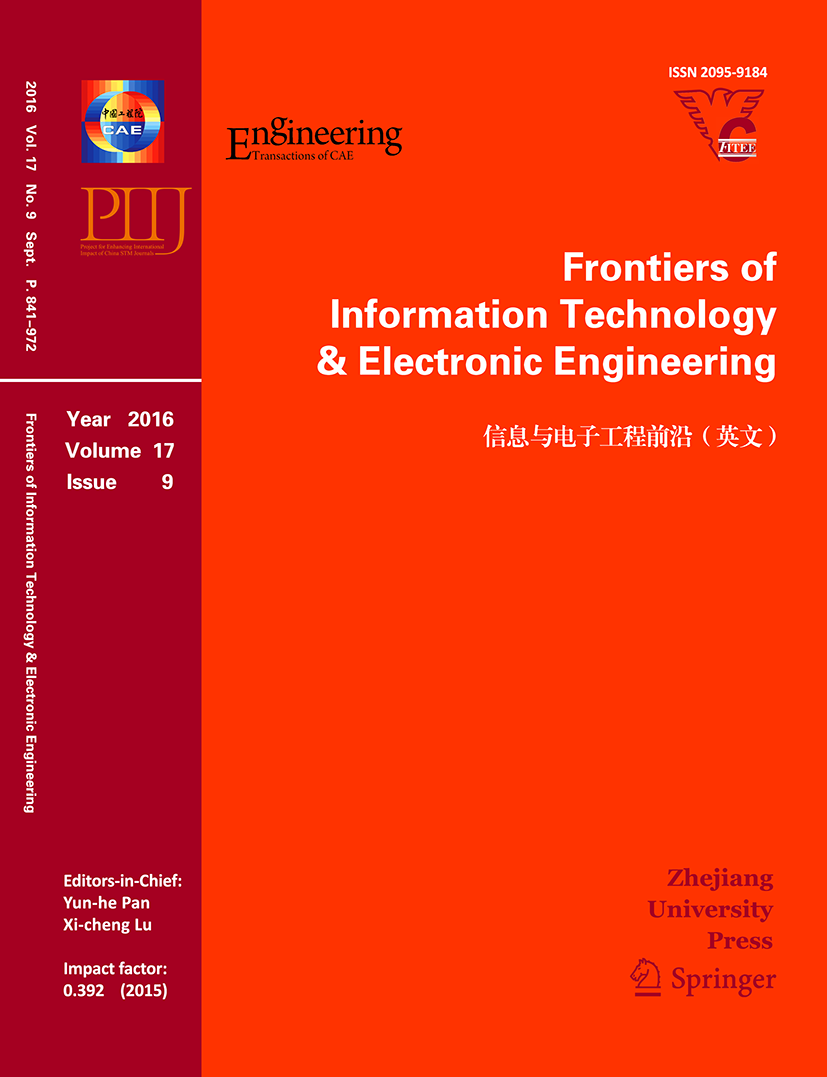 2016 Vol. 17 No. 9 Sept. P. 841–972
Frontiers of Information Technology & Electronic Engineering
中国工程院
CAE
PIIJ
Project for Enhancing International
Impact of China STM Journals
Year 2016
Volume 17
Issue 9
Editors-in-Chief:
Yun-he Pan
Xi-cheng Lu
Impact factor:
0.392 (2015)
Engineering
Transactions of CAE
ISSN 2095-9184
FITEE
Frontiers of
Information Technology
& Electronic Engineering
信息与电子工程前沿（英文）
Zhejiang
University
Press
Springer